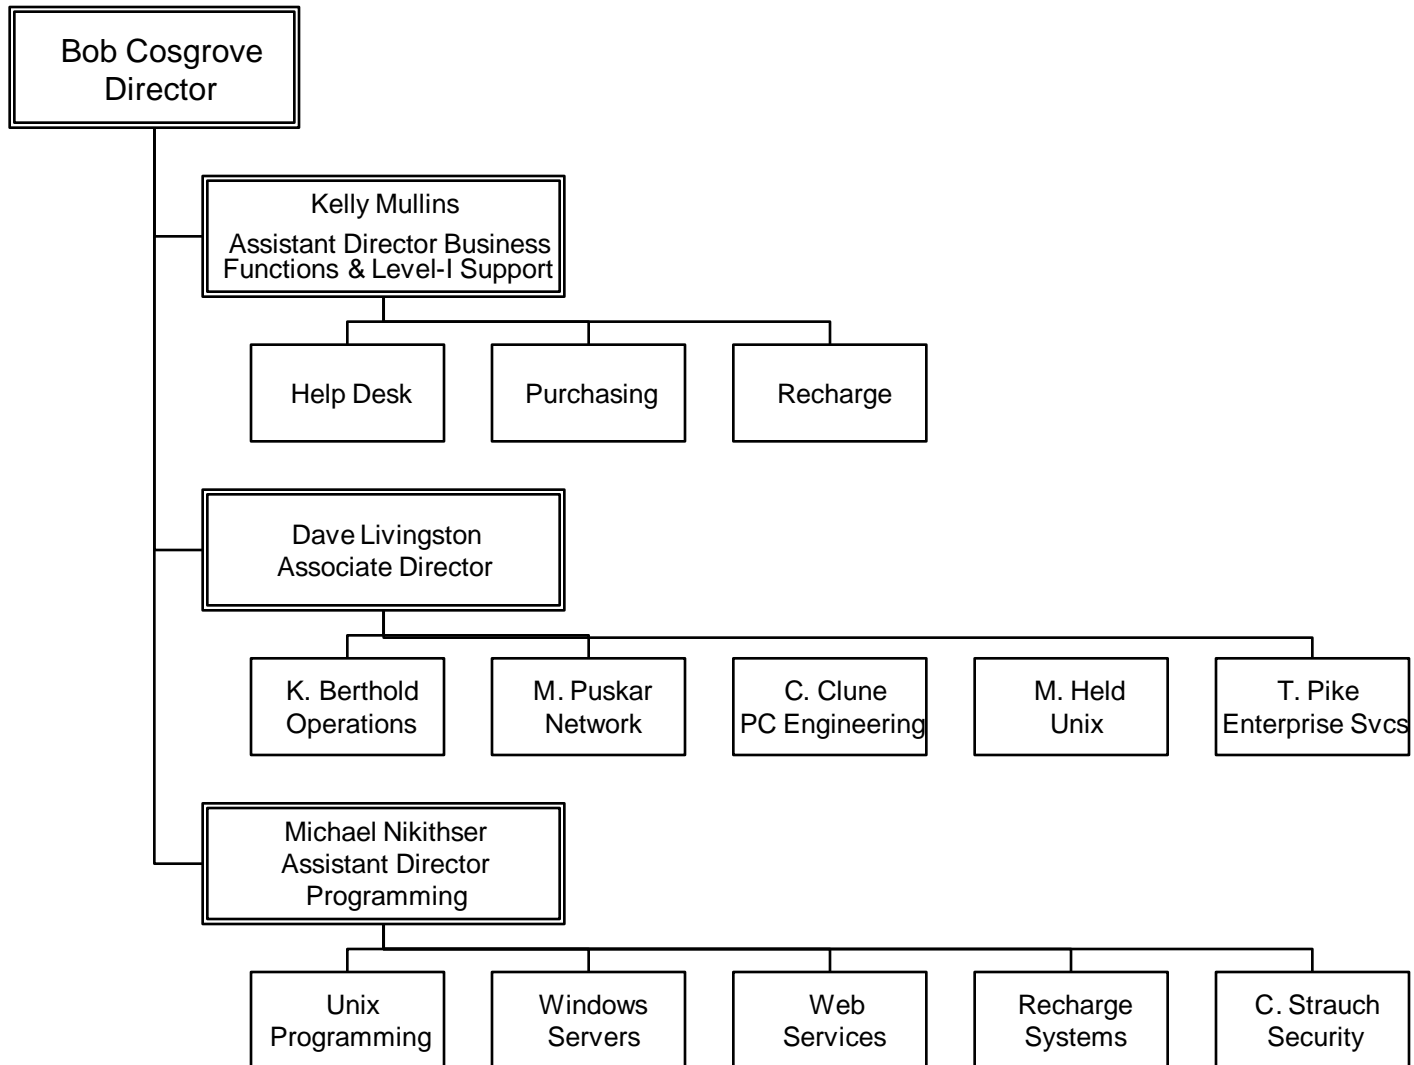 Bob Cosgrove
Director
Kelly Mullins
Assistant Director Business
Functions & Level-I Support
Help Desk
Purchasing
Recharge
Dave Livingston
Associate Director
K. Berthold
Operations
M. Puskar
Network
C. Clune
PC Engineering
M. Held
Unix
T. Pike
Enterprise Svcs
Michael Nikithser
Assistant Director
Programming
Unix
Programming
Windows
Servers
Web
Services
Recharge
Systems
C. Strauch
Security